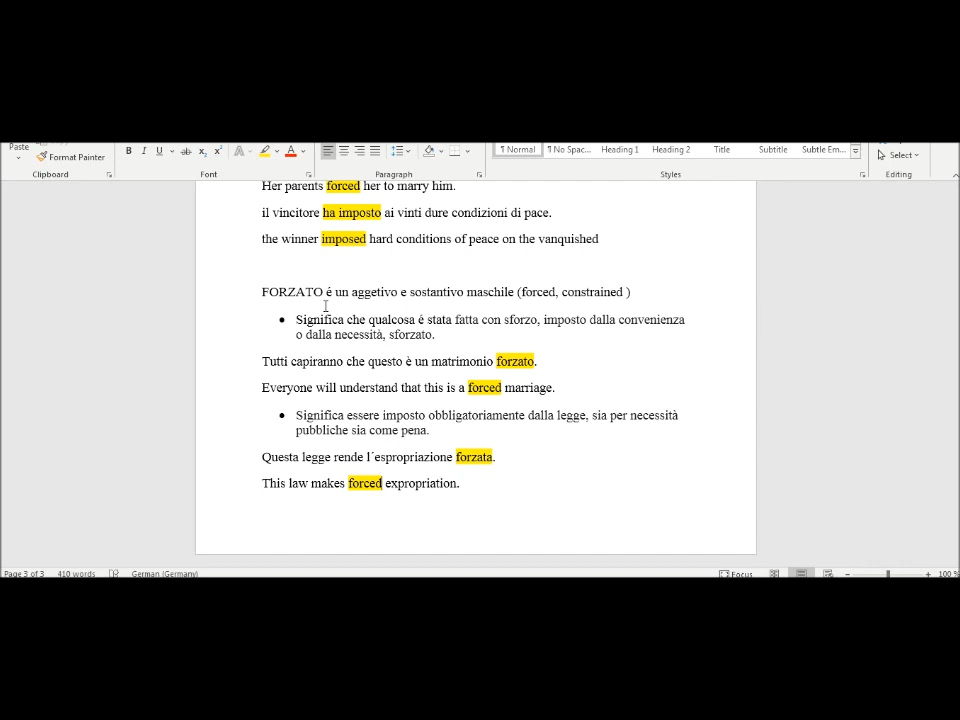 Paste
Format Painter
B I U ab x₂ x² A A
Normal
No Spac...
Heading 1
Heading 2
Title
Subtitle
Subtle Em...
Select
Clipboard
Font
Paragraph
Styles
Editing
Her parents forced her to marry him.
il vincitore ha imposto ai vinti dure condizioni di pace.
the winner imposed hard conditions of peace on the vanquished
FORZATO é un aggetivo e sostantivo maschile (forced, constrained )
• Significa che qualcosa é stata fatta con sforzo, imposto dalla convenienza
o dalla necessità, sforzato.
Tutti capiranno che questo è un matrimonio forzato.
Everyone will understand that this is a forced marriage.
• Significa essere imposto obbligatoriamente dalla legge, sia per necessità
pubbliche sia come pena.
Questa legge rende l´espropriazione forzata.
This law makes forced expropriation.
Page 3 of 3 410 words German (Germany) Focus 100 %